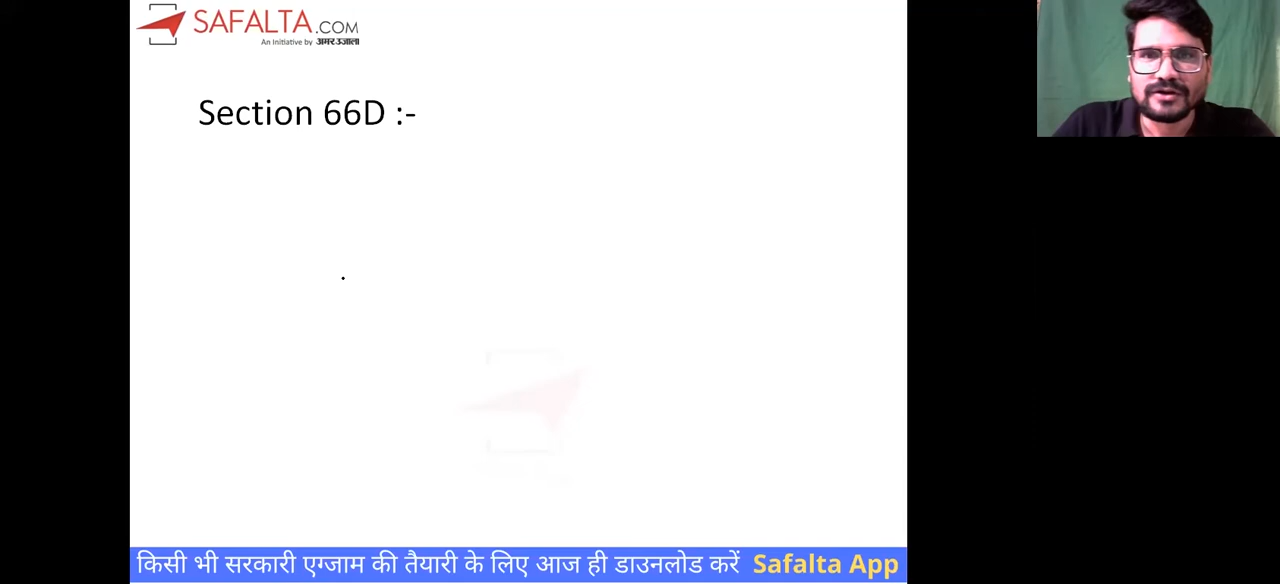 SAFALTA.COM
An Initiative by अमर उजाला
Section 66D :-
किसी भी सरकारी एग्जाम की तैयारी के लिए आज ही डाउनलोड करें Safalta App